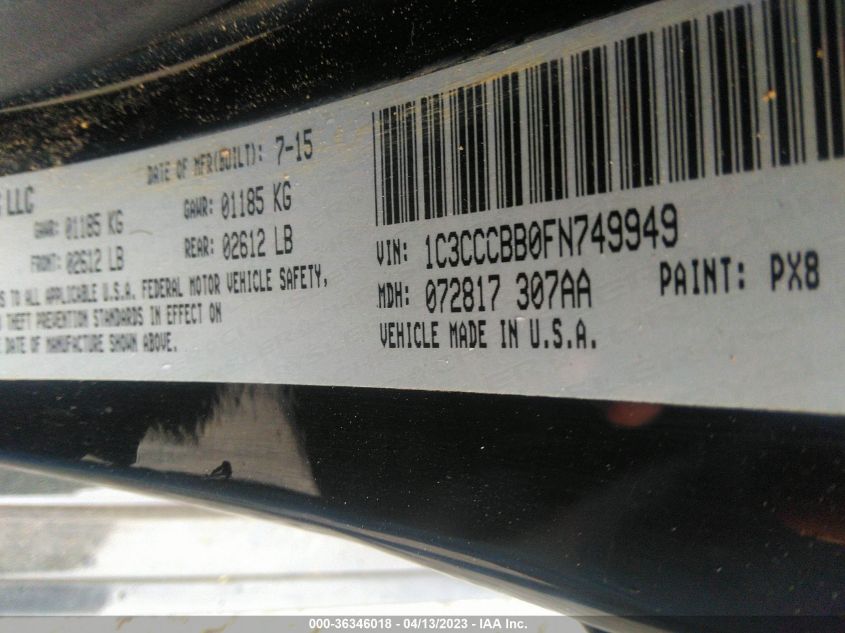 DATE OF MFR(BUILT): 7-15
LLC
GAWR: 01185 KG GAWR: 01185 KG
FRONT: 02612 LB REAR: 02612 LB
TO ALL APPLICABLE U.S.A. FEDERAL MOTOR VEHICLE SAFETY,
THEFT PREVENTION STANDARDS IN EFFECT ON
DATE OF MANUFACTURE SHOWN ABOVE.
VIN: 1C3CCCBB0FN749949
MDH: 072817 307AA PAINT: PX8
VEHICLE MADE IN U.S.A.
000-36346018 - 04/13/2023 - IAA Inc.